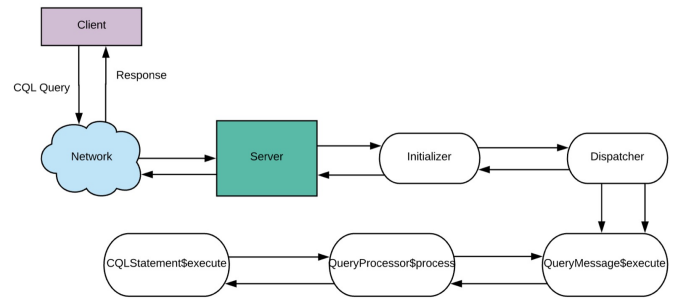 Client
CQL Query
Response
Network
Server
Initializer
Dispatcher
CQLStatement$execute
QueryProcessor$process
QueryMessage$execute